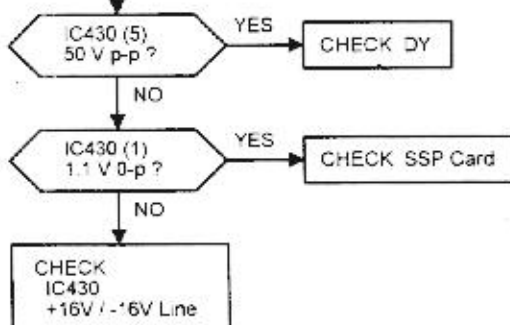 IC430 (5)
50 V p-p ?
YES
CHECK DY
NO
IC430 (1)
1.1 V 0-p ?
YES
CHECK SSP Card
NO
CHECK
IC430
+16V / -16V Line